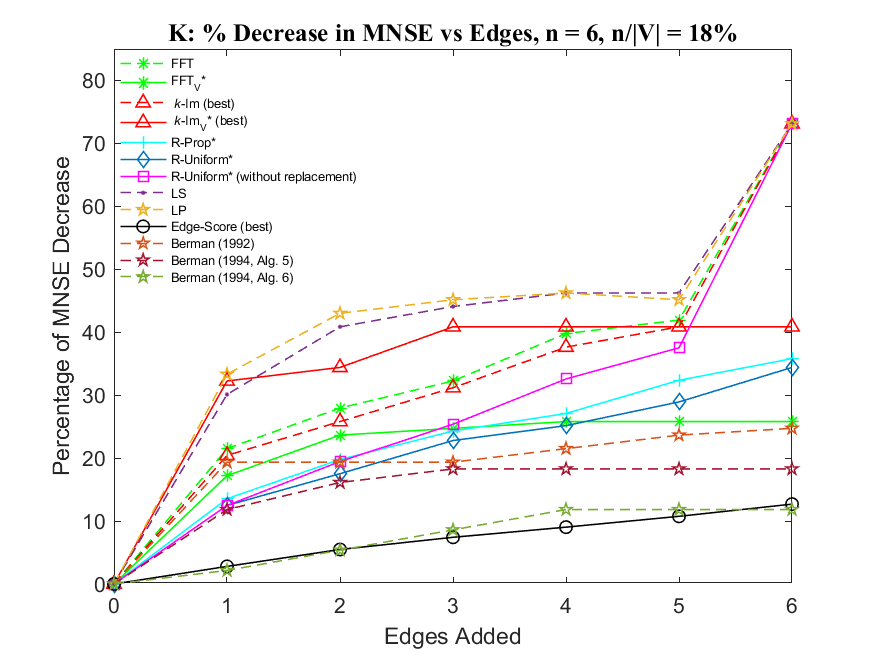 K: % Decrease in MNSE vs Edges, n = 6, n/|V| = 18%
Percentage of MNSE Decrease
80
70
60
50
40
30
20
10
0
FFT
FFT_V*
k-lm (best)
k-lm_V* (best)
R-Prop*
R-Uniform*
R-Uniform* (without replacement)
LS
LP
Edge-Score (best)
Berman (1992)
Berman (1994, Alg. 5)
Berman (1994, Alg. 6)
0 1 2 3 4 5 6
Edges Added